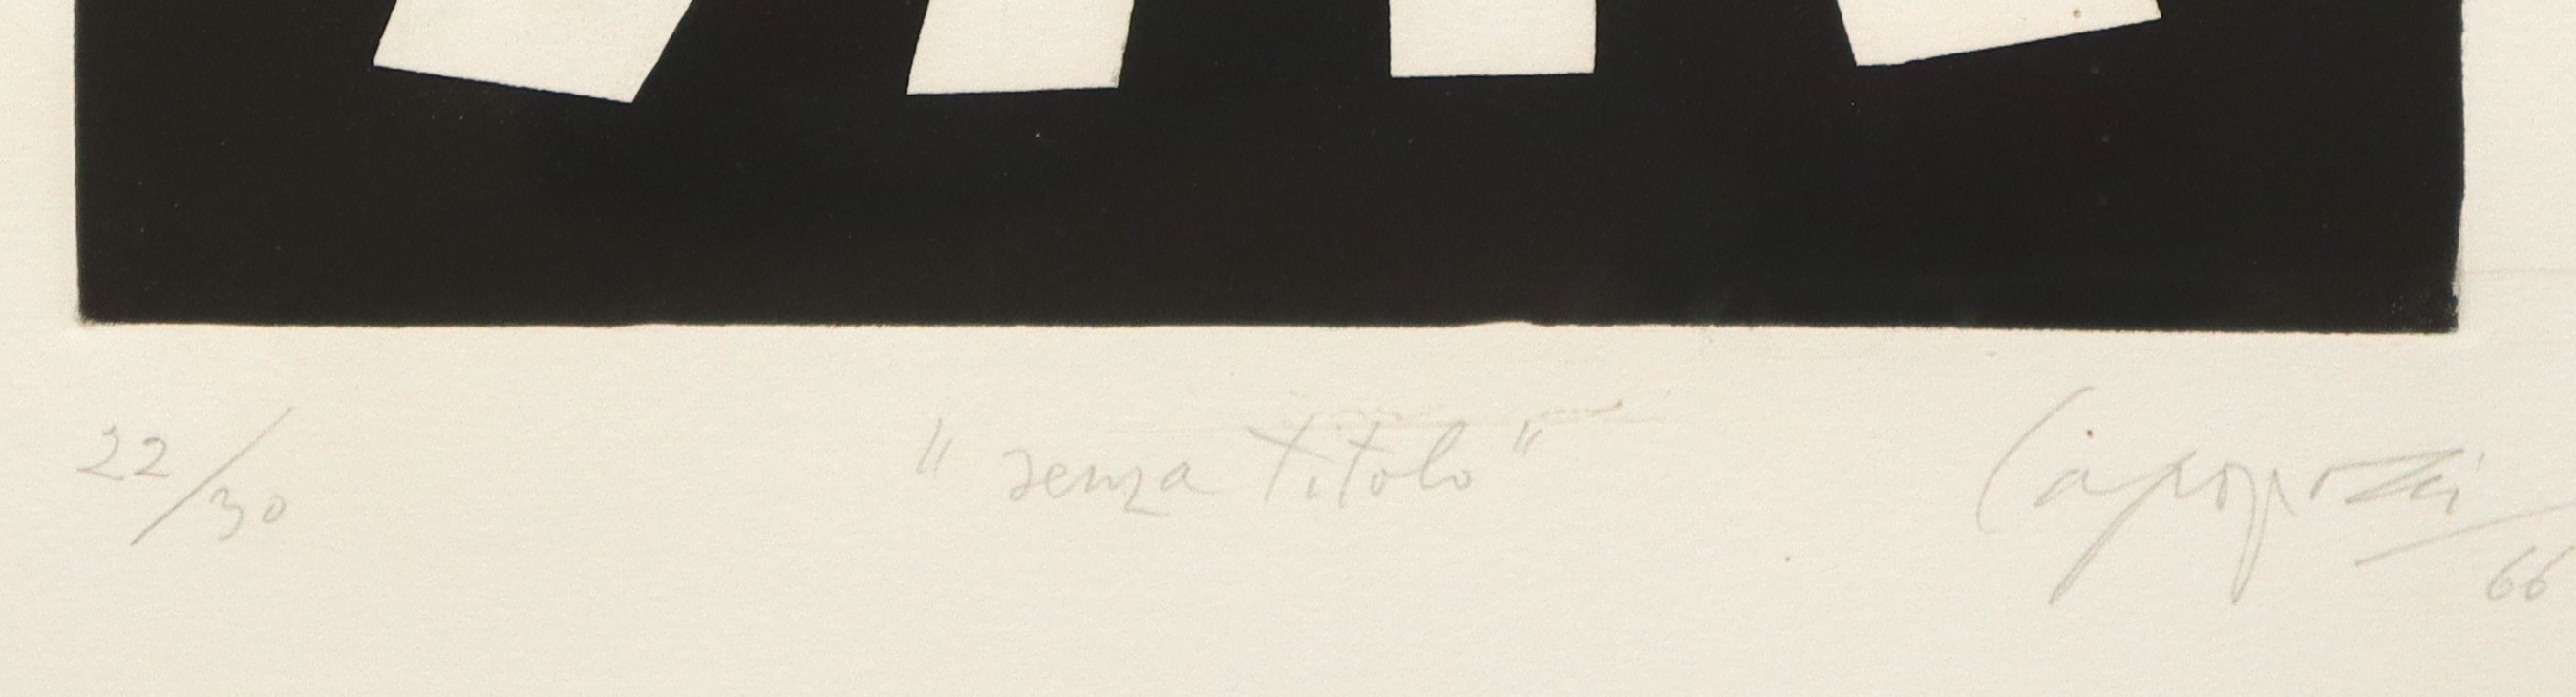 22/30 "senza titolo" Capogrossi
66